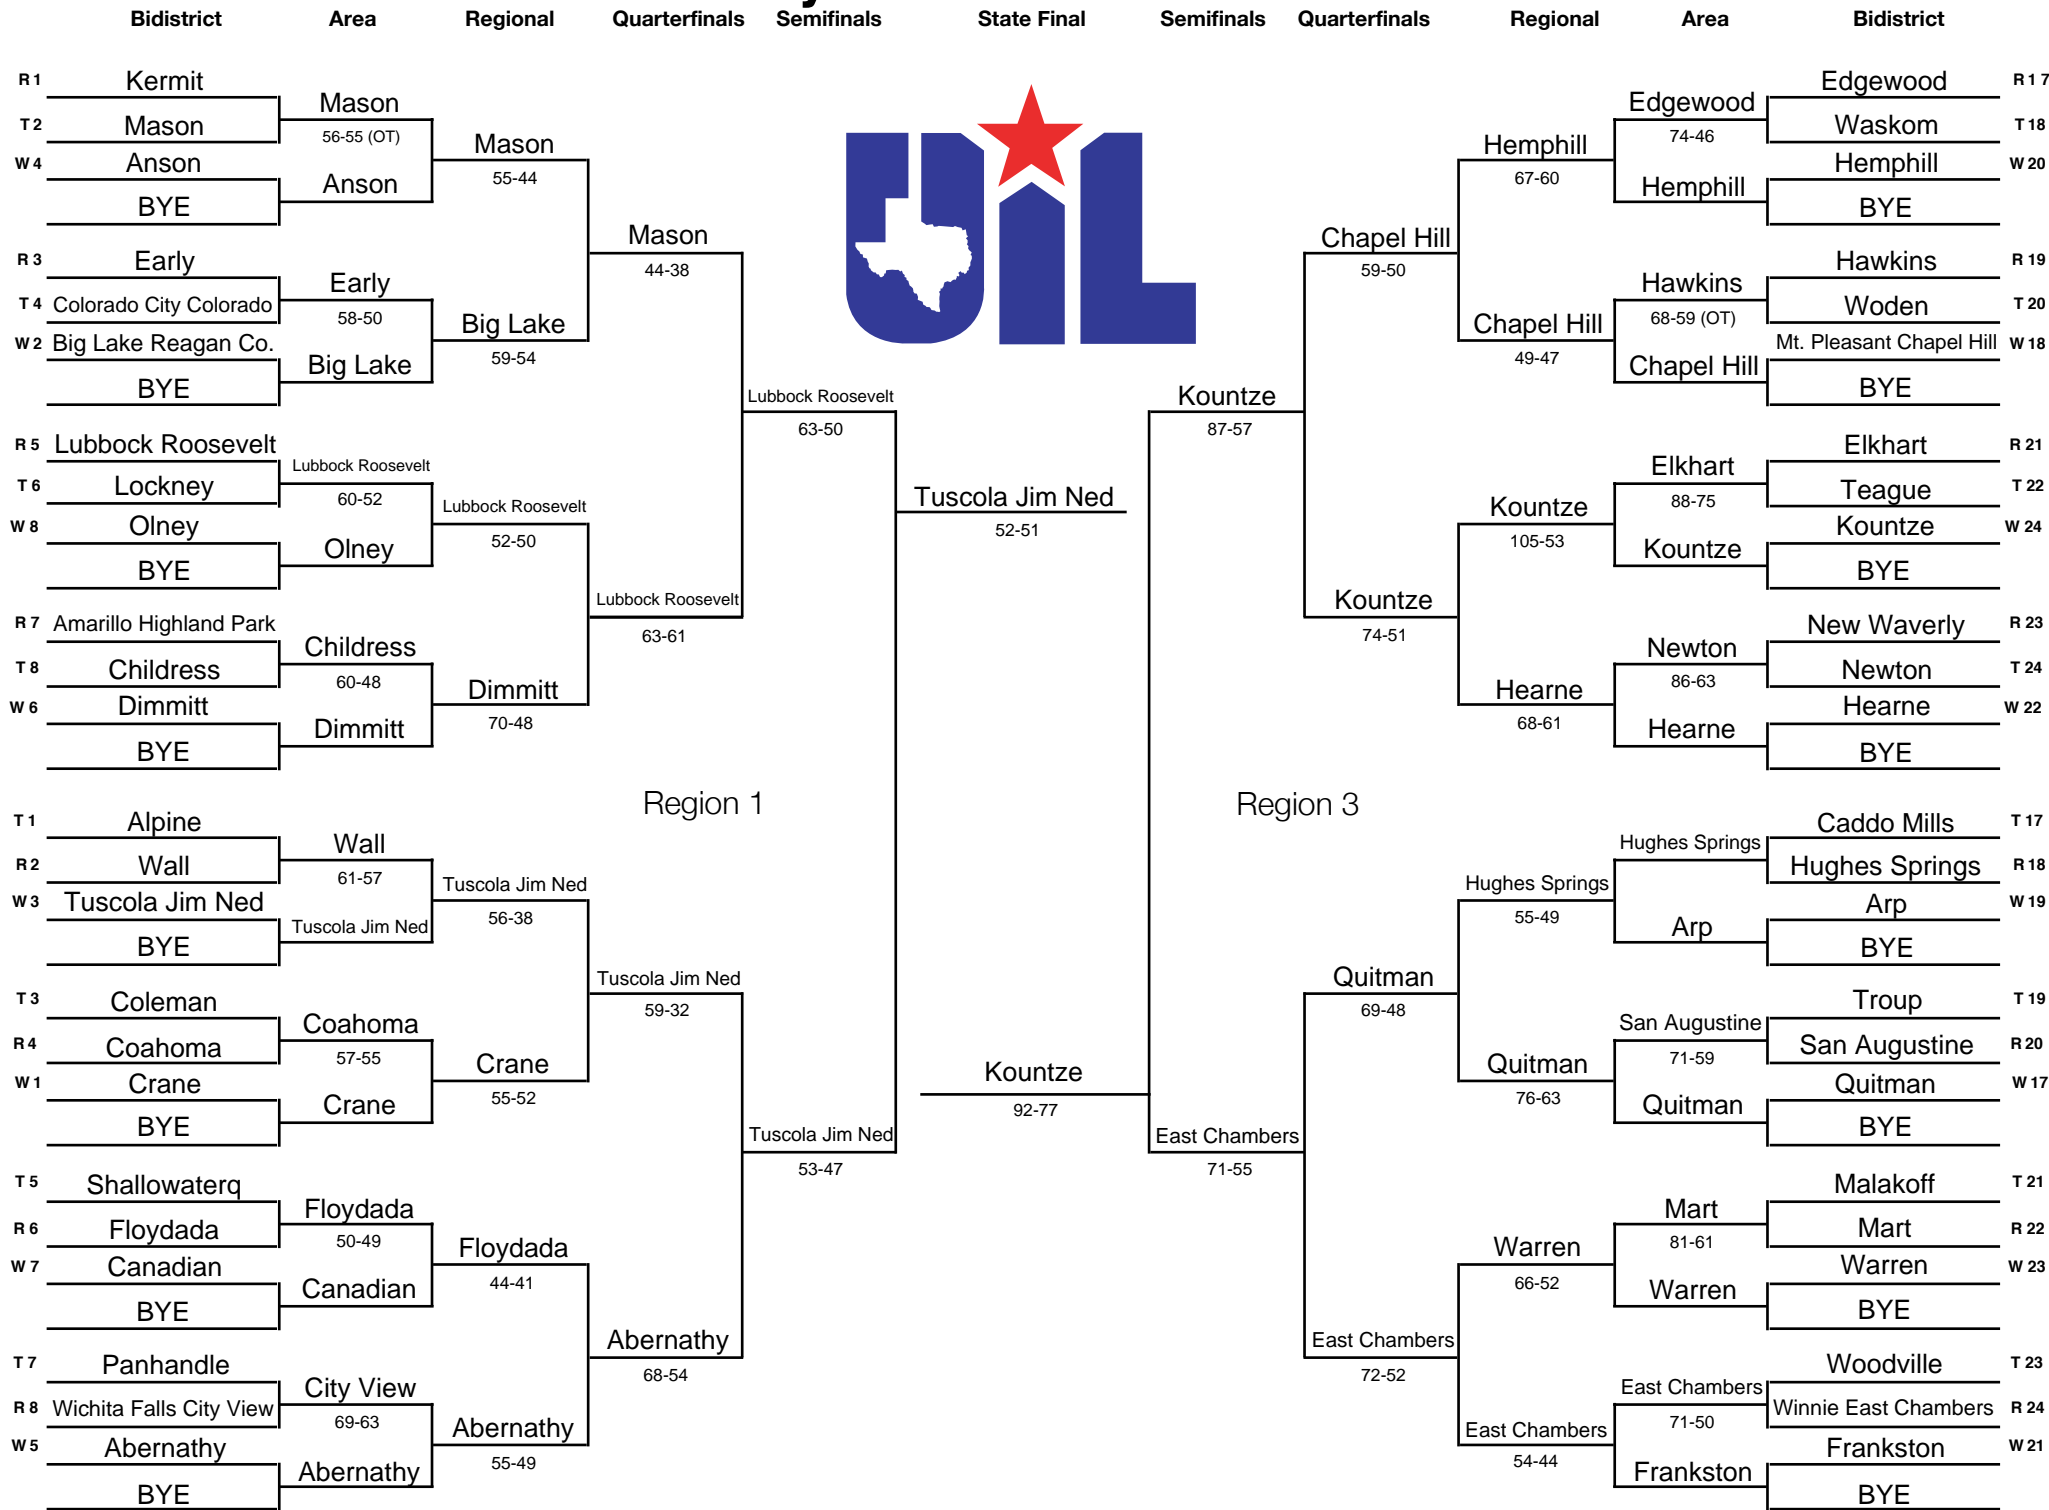 y
Bidistrict Area Regional Quarterfinals Semifinals State Final Semifinals Quarterfinals Regional Area Bidistrict
R 1 Kermit
T 2 Mason
W 4 Anson
BYE
R 3 Early
T 4 Colorado City Colorado
W 2 Big Lake Reagan Co.
BYE
R 5 Lubbock Roosevelt
T 6 Lockney
W 8 Olney
BYE
R 7 Amarillo Highland Park
T 8 Childress
W 6 Dimmitt
BYE
T 1 Alpine
R 2 Wall
W 3 Tuscola Jim Ned
BYE
T 3 Coleman
R 4 Coahoma
W 1 Crane
BYE
T 5 Shallowaterq
R 6 Floydada
W 7 Canadian
BYE
T 7 Panhandle
R 8 Wichita Falls City View
W 5 Abernathy
BYE
Mason
56-55 (OT)
Anson
Early
58-50
Big Lake
Lubbock Roosevelt
60-52
Olney
Childress
60-48
Dimmitt
Wall
61-57
Tuscola Jim Ned
Coahoma
57-55
Crane
Floydada
50-49
Canadian
City View
69-63
Abernathy
Mason
55-44
Big Lake
59-54
Lubbock Roosevelt
52-50
Dimmitt
70-48
Tuscola Jim Ned
56-38
Crane
55-52
Floydada
44-41
Abernathy
55-49
Mason
44-38
Lubbock Roosevelt
63-61
Region 1
Tuscola Jim Ned
59-32
Abernathy
68-54
Lubbock Roosevelt
63-50
Tuscola Jim Ned
53-47
UIL
Tuscola Jim Ned
52-51
Kountze
92-77
Kountze
87-57
East Chambers
71-55
Chapel Hill
59-50
Kountze
74-51
Region 3
Quitman
69-48
East Chambers
72-52
Hemphill
67-60
Chapel Hill
49-47
Kountze
105-53
Hearne
68-61
Hughes Springs
55-49
Quitman
76-63
Warren
66-52
East Chambers
54-44
Edgewood
74-46
Hemphill
Hawkins
68-59 (OT)
Chapel Hill
Elkhart
88-75
Kountze
Newton
86-63
Hearne
Hughes Springs
Arp
San Augustine
71-59
Quitman
Mart
81-61
Warren
East Chambers
71-50
Frankston
Edgewood R 1 7
Waskom T 18
Hemphill W 20
BYE
Hawkins R 19
Woden T 20
Mt. Pleasant Chapel Hill W 18
BYE
Elkhart R 21
Teague T 22
Kountze W 24
BYE
New Waverly R 23
Newton T 24
Hearne W 22
BYE
Caddo Mills T 17
Hughes Springs R 18
Arp W 19
BYE
Troup T 19
San Augustine R 20
Quitman W 17
BYE
Malakoff T 21
Mart R 22
Warren W 23
BYE
Woodville T 23
Winnie East Chambers R 24
Frankston W 21
BYE